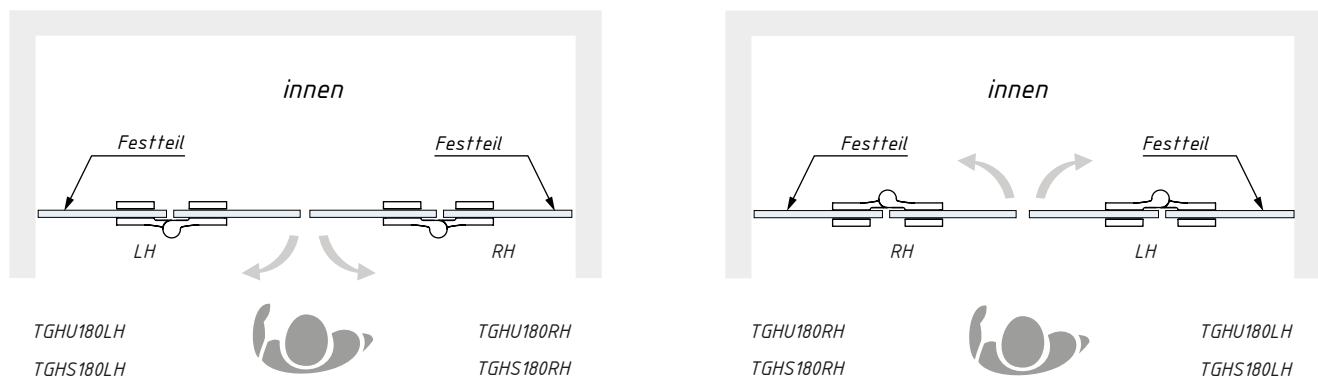 innen
Festteil
Festteil
LH
RH
TGHU180LH
TGHU180RH
TGHS180LH
TGHS180RH
innen
Festteil
Festteil
RH
LH
TGHU180RH
TGHU180LH
TGHS180RH
TGHS180LH